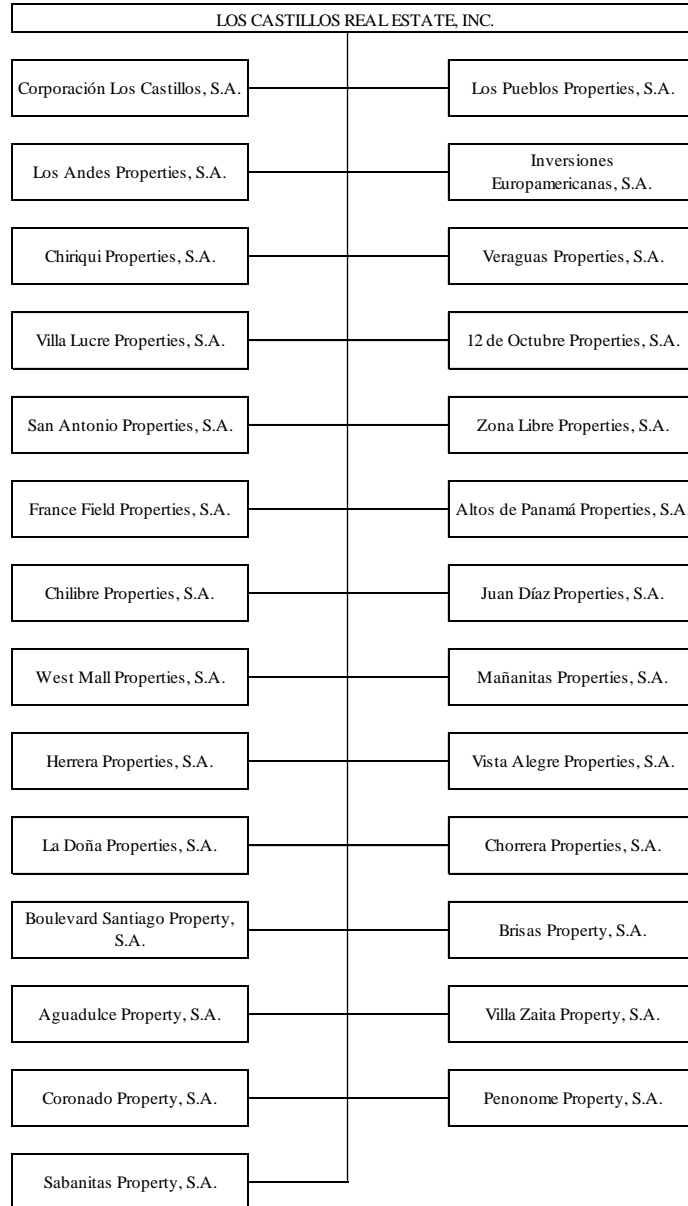 LOS CASTILLOS REAL ESTATE, INC.
Corporación Los Castillos, S.A.
Los Pueblos Properties, S.A.
Los Andes Properties, S.A.
Inversiones
Europamericanas, S.A.
Chiriqui Properties, S.A.
Veraguas Properties, S.A.
Villa Lucre Properties, S.A.
12 de Octubre Properties, S.A.
San Antonio Properties, S.A.
Zona Libre Properties, S.A.
France Field Properties, S.A.
Altos de Panamá Properties, S.A.
Chilibre Properties, S.A.
Juan Díaz Properties, S.A.
West Mall Properties, S.A.
Mañanitas Properties, S.A.
Herrera Properties, S.A.
Vista Alegre Properties, S.A.
La Doña Properties, S.A.
Chorrera Properties, S.A.
Boulevard Santiago Property,
S.A.
Brisas Property, S.A.
Aguadulce Property, S.A.
Villa Zaita Property, S.A.
Coronado Property, S.A.
Penonome Property, S.A.
Sabanitas Property, S.A.